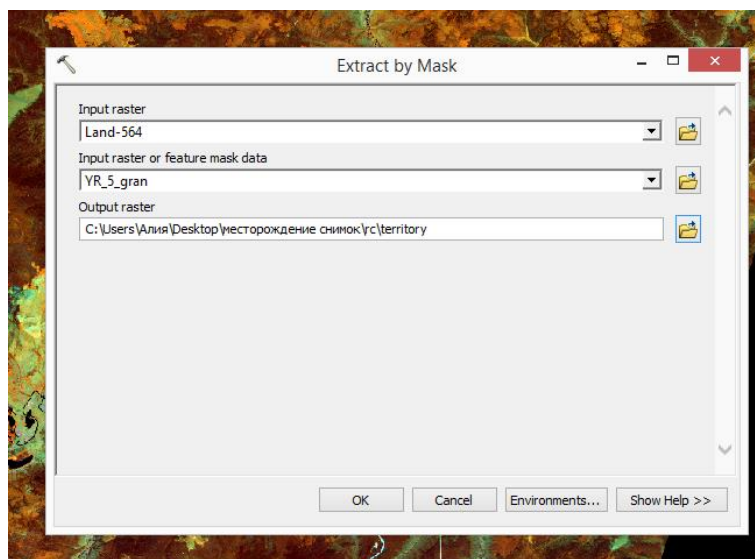 Extract by Mask
Input raster
Land-564
Input raster or feature mask data
YR_5_gran
Output raster
C:\Users\Алия\Desktop\месторождение снимок\rc\territory
OK
Cancel
Environments...
Show Help >>